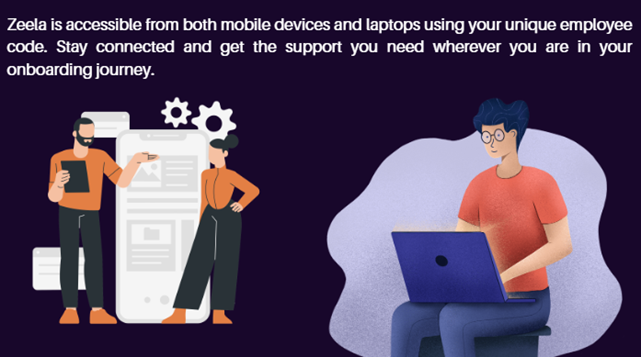 Zeela is accessible from both mobile devices and laptops using your unique employee
code. Stay connected and get the support you need wherever you are in your
onboarding journey.